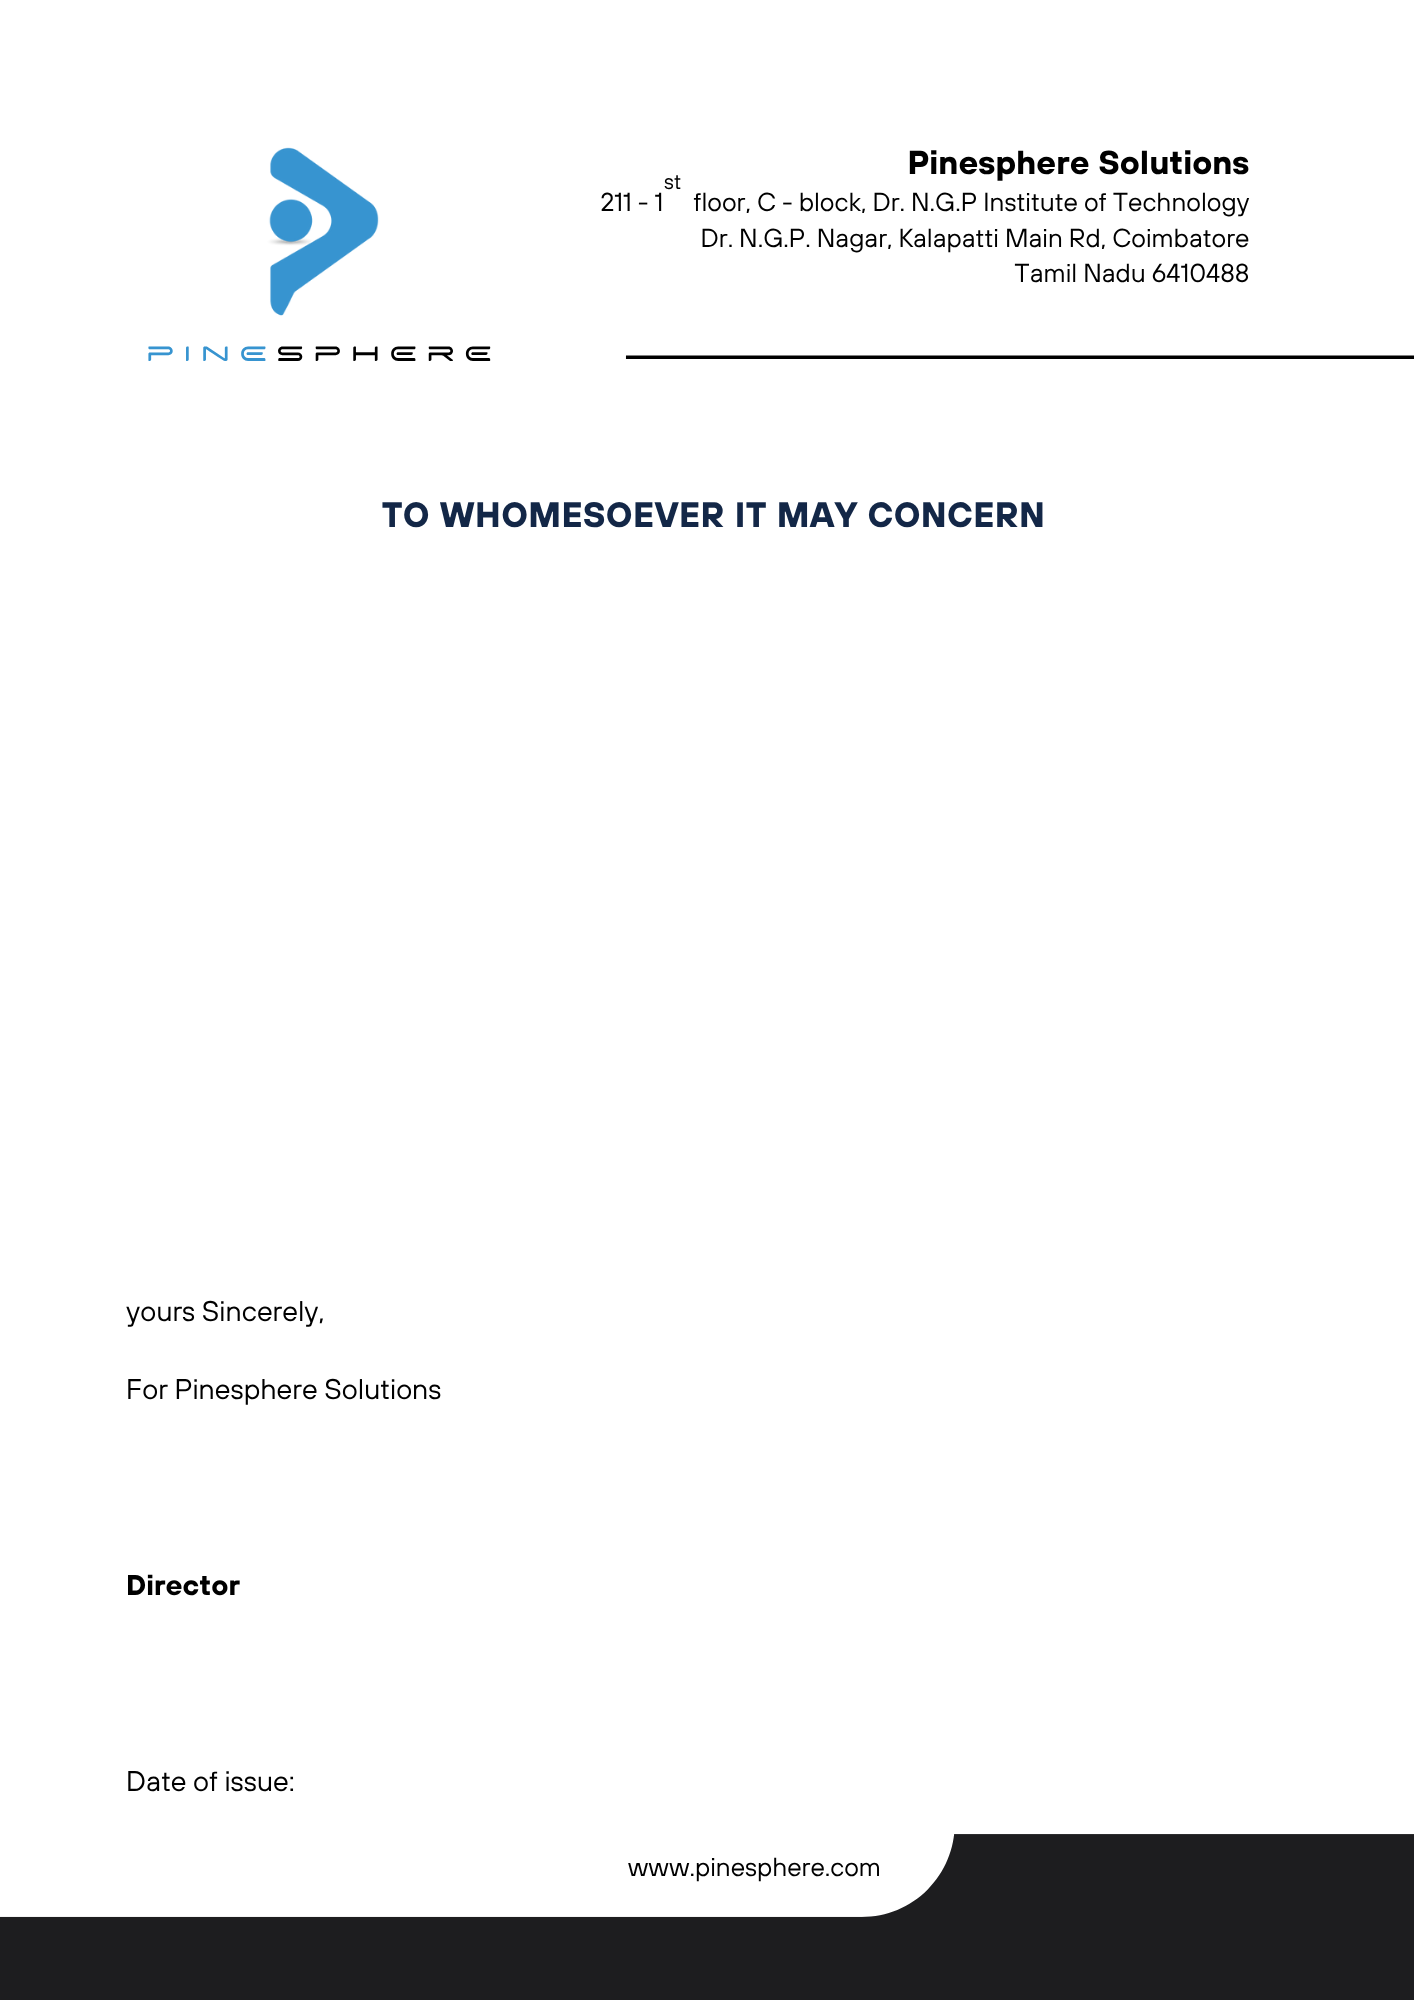 Pinesphere Solutions
211 - 1st floor, C - block, Dr. N.G.P Institute of Technology
Dr. N.G.P. Nagar, Kalapatti Main Rd, Coimbatore
Tamil Nadu 6410488
PINESPHERE
TO WHOMESOEVER IT MAY CONCERN
yours Sincerely,
For Pinesphere Solutions
Director
Date of issue:
www.pinesphere.com